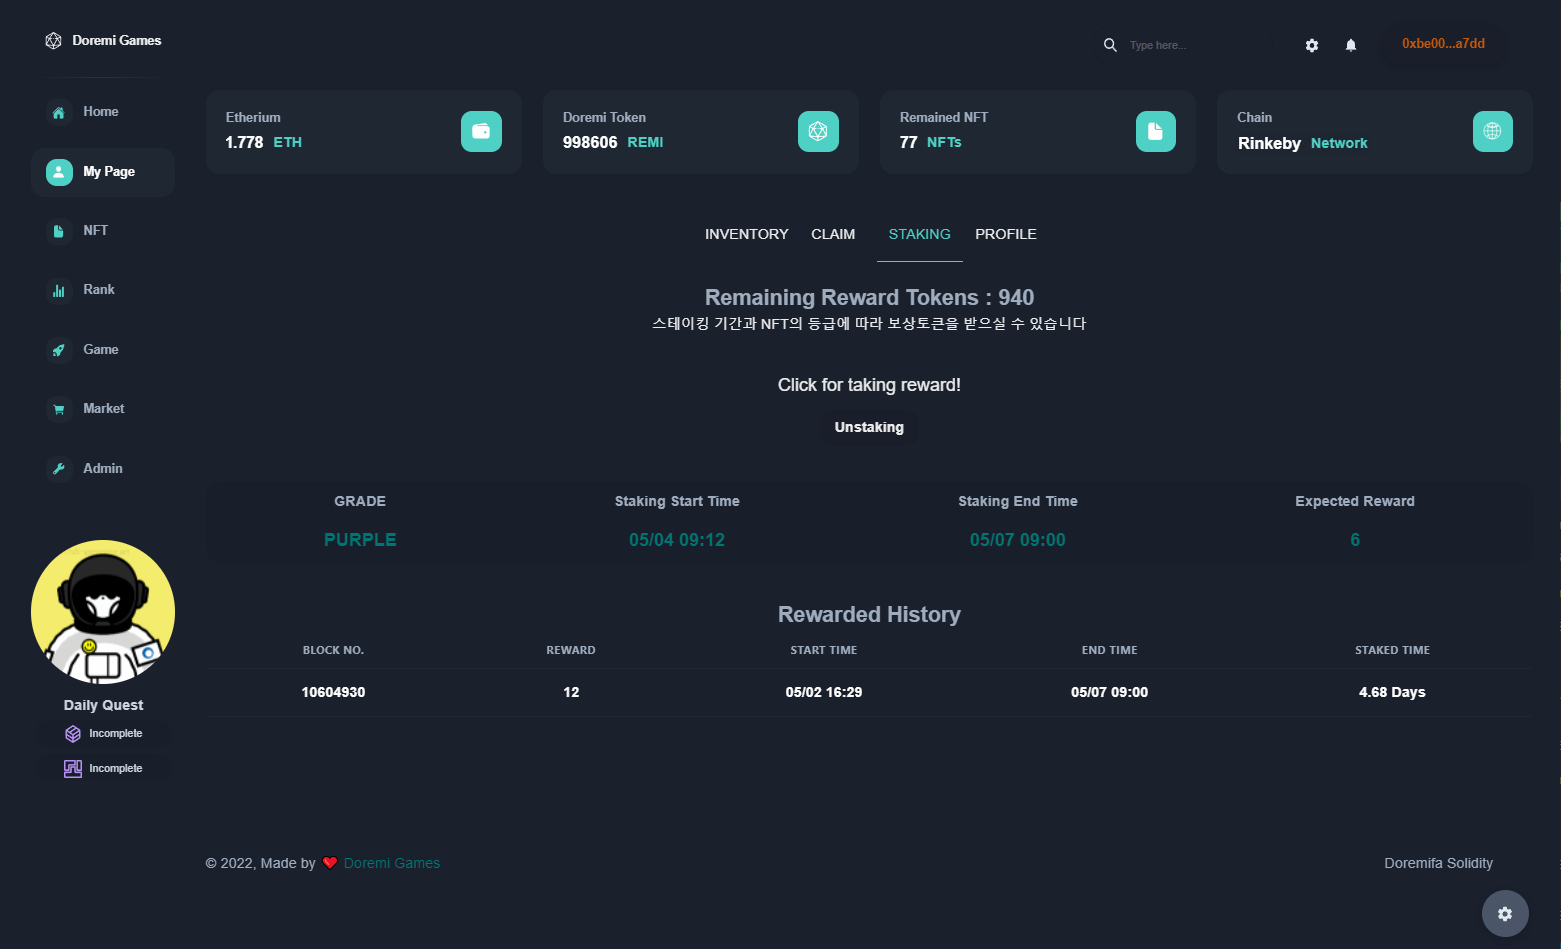 Doremi Games
Type here...
0xbe00...a7dd
Home
My Page
NFT
Rank
Game
Market
Admin
Daily Quest
Incomplete
Incomplete
Etherium
1.778 ETH
Doremi Token
998606 REMI
Remained NFT
77 NFTs
Chain
Rinkeby Network
INVENTORY CLAIM STAKING PROFILE
Remaining Reward Tokens : 940
스테이킹 기간과 NFT의 등급에 따라 보상토큰을 받으실 수 있습니다
Click for taking reward!
Unstaking
GRADE Staking Start Time Staking End Time Expected Reward
PURPLE 05/04 09:12 05/07 09:00 6
Rewarded History
BLOCK NO. REWARD START TIME END TIME STAKED TIME
10604930 12 05/02 16:29 05/07 09:00 4.68 Days
© 2022, Made by ❤️ Doremi Games
Doremifa Solidity